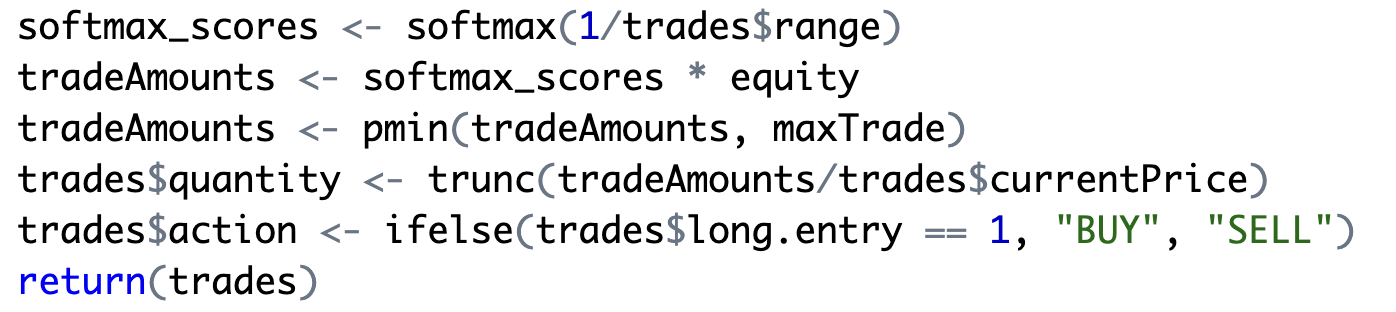 softmax_scores <- softmax(1/trades$range)
tradeAmounts <- softmax_scores * equity
tradeAmounts <- pmin(tradeAmounts, maxTrade)
trades$quantity <- trunc(tradeAmounts/trades$currentPrice)
trades$action <- ifelse(trades$long.entry == 1, "BUY", "SELL")
return(trades)